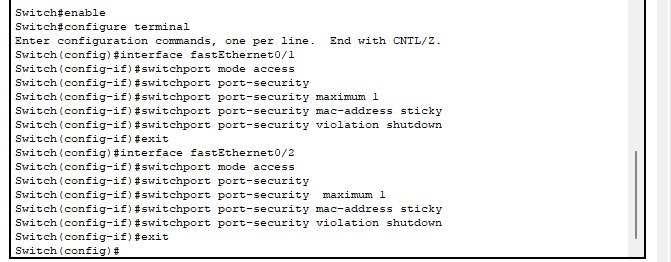 Switch#enable
Switch#configure terminal
Enter configuration commands, one per line.  End with CNTL/Z.
Switch(config)#interface fastEthernet0/1
Switch(config-if)#switchport mode access
Switch(config-if)#switchport port-security
Switch(config-if)#switchport port-security maximum 1
Switch(config-if)#switchport port-security mac-address sticky
Switch(config-if)#switchport port-security violation shutdown
Switch(config-if)#exit
Switch(config)#interface fastEthernet0/2
Switch(config-if)#switchport mode access
Switch(config-if)#switchport port-security
Switch(config-if)#switchport port-security  maximum 1
Switch(config-if)#switchport port-security mac-address sticky
Switch(config-if)#switchport port-security violation shutdown
Switch(config-if)#exit
Switch(config)#